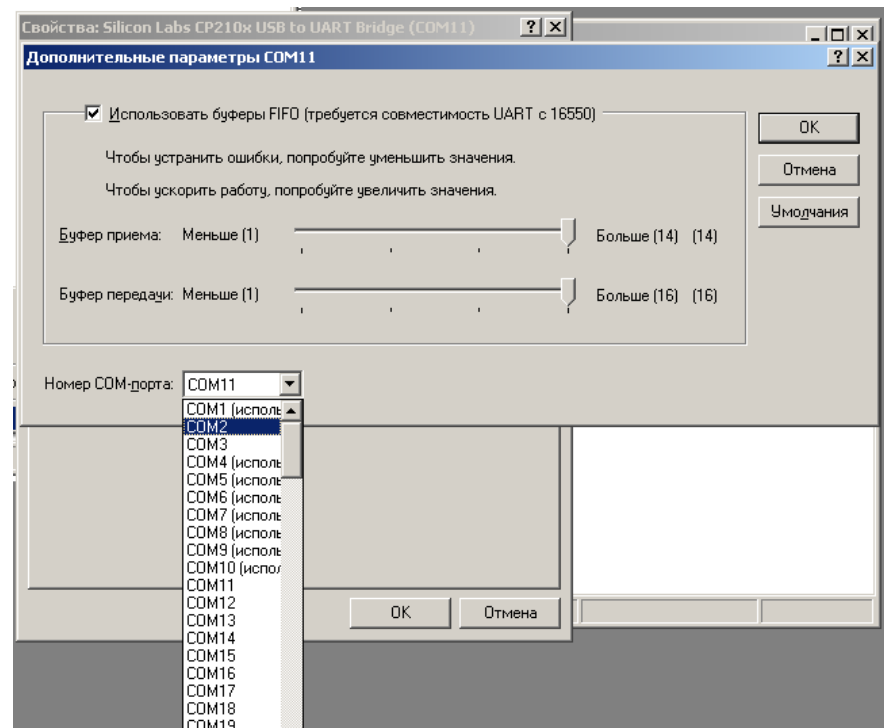 Свойства: Silicon Labs CP210x USB to UART Bridge (COM11)
Дополнительные параметры COM11
Использовать буферы FIFO (требуется совместимость UART с 16550)
OK
Чтобы устранить ошибки, попробуйте уменьшить значения.
Отмена
Чтобы ускорить работу, попробуйте увеличить значения.
Умолчания
Буфер приема: Меньше (1) Больше (14) (14)
Буфер передачи: Меньше (1) Больше (16) (16)
Номер COM-порта: COM11
COM1 (исполь
COM2
COM3
COM4 (исполь
COM5 (исполь
COM6 (исполь
COM7 (исполь
COM8 (исполь
COM9 (исполь
COM10 (испол
COM11
COM12
COM13
COM14
COM15
COM16
COM17
COM18
COM19
OK Отмена